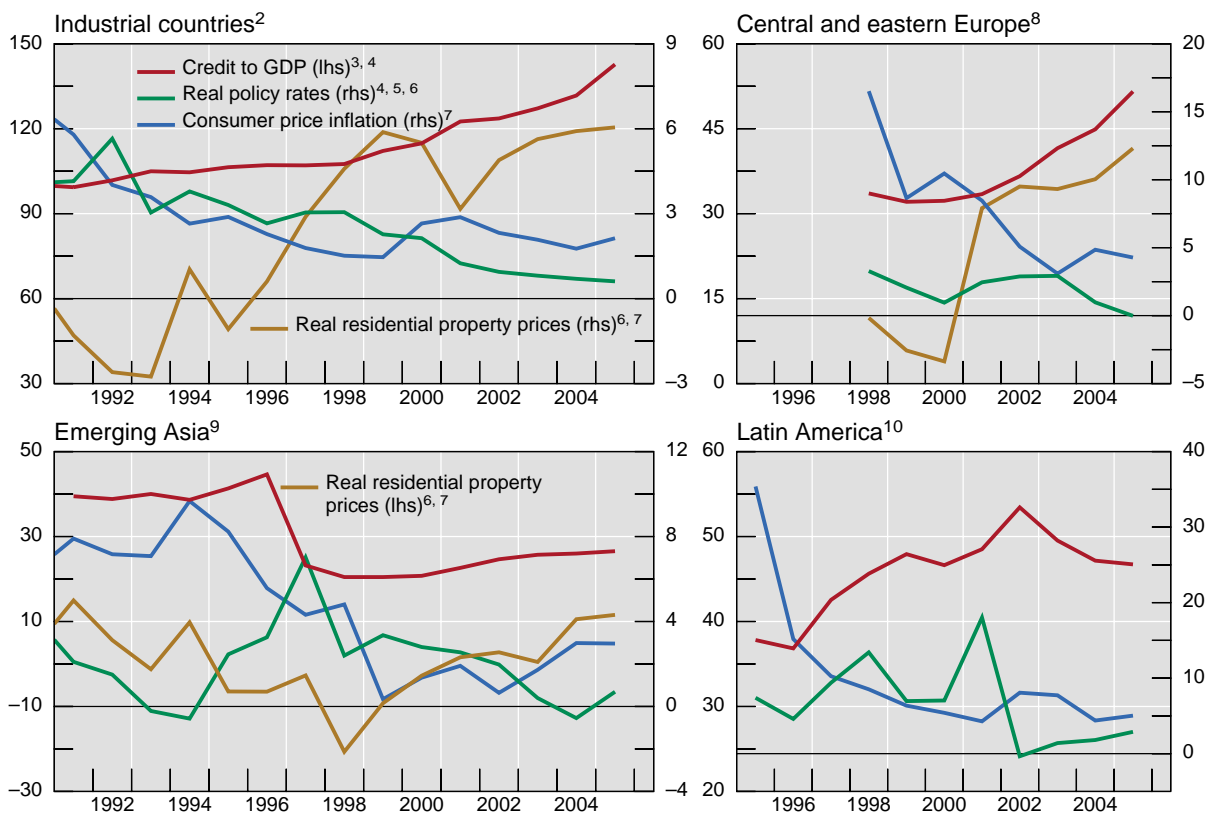 Industrial countries2
150
120
90
60
30
9
6
3
0
–3
Credit to GDP (lhs)3, 4
Real policy rates (rhs)4, 5, 6
Consumer price inflation (rhs)7
Real residential property prices (rhs)6, 7
1992 1994 1996 1998 2000 2002 2004
Central and eastern Europe8
60
45
30
15
0
20
15
10
5
0
–5
1996 1998 2000 2002 2004
Emerging Asia9
50
30
10
–10
–30
12
8
4
0
–4
Real residential property
prices (lhs)6, 7
1992 1994 1996 1998 2000 2002 2004
Latin America10
60
50
40
30
20
40
30
20
10
0
1996 1998 2000 2002 2004